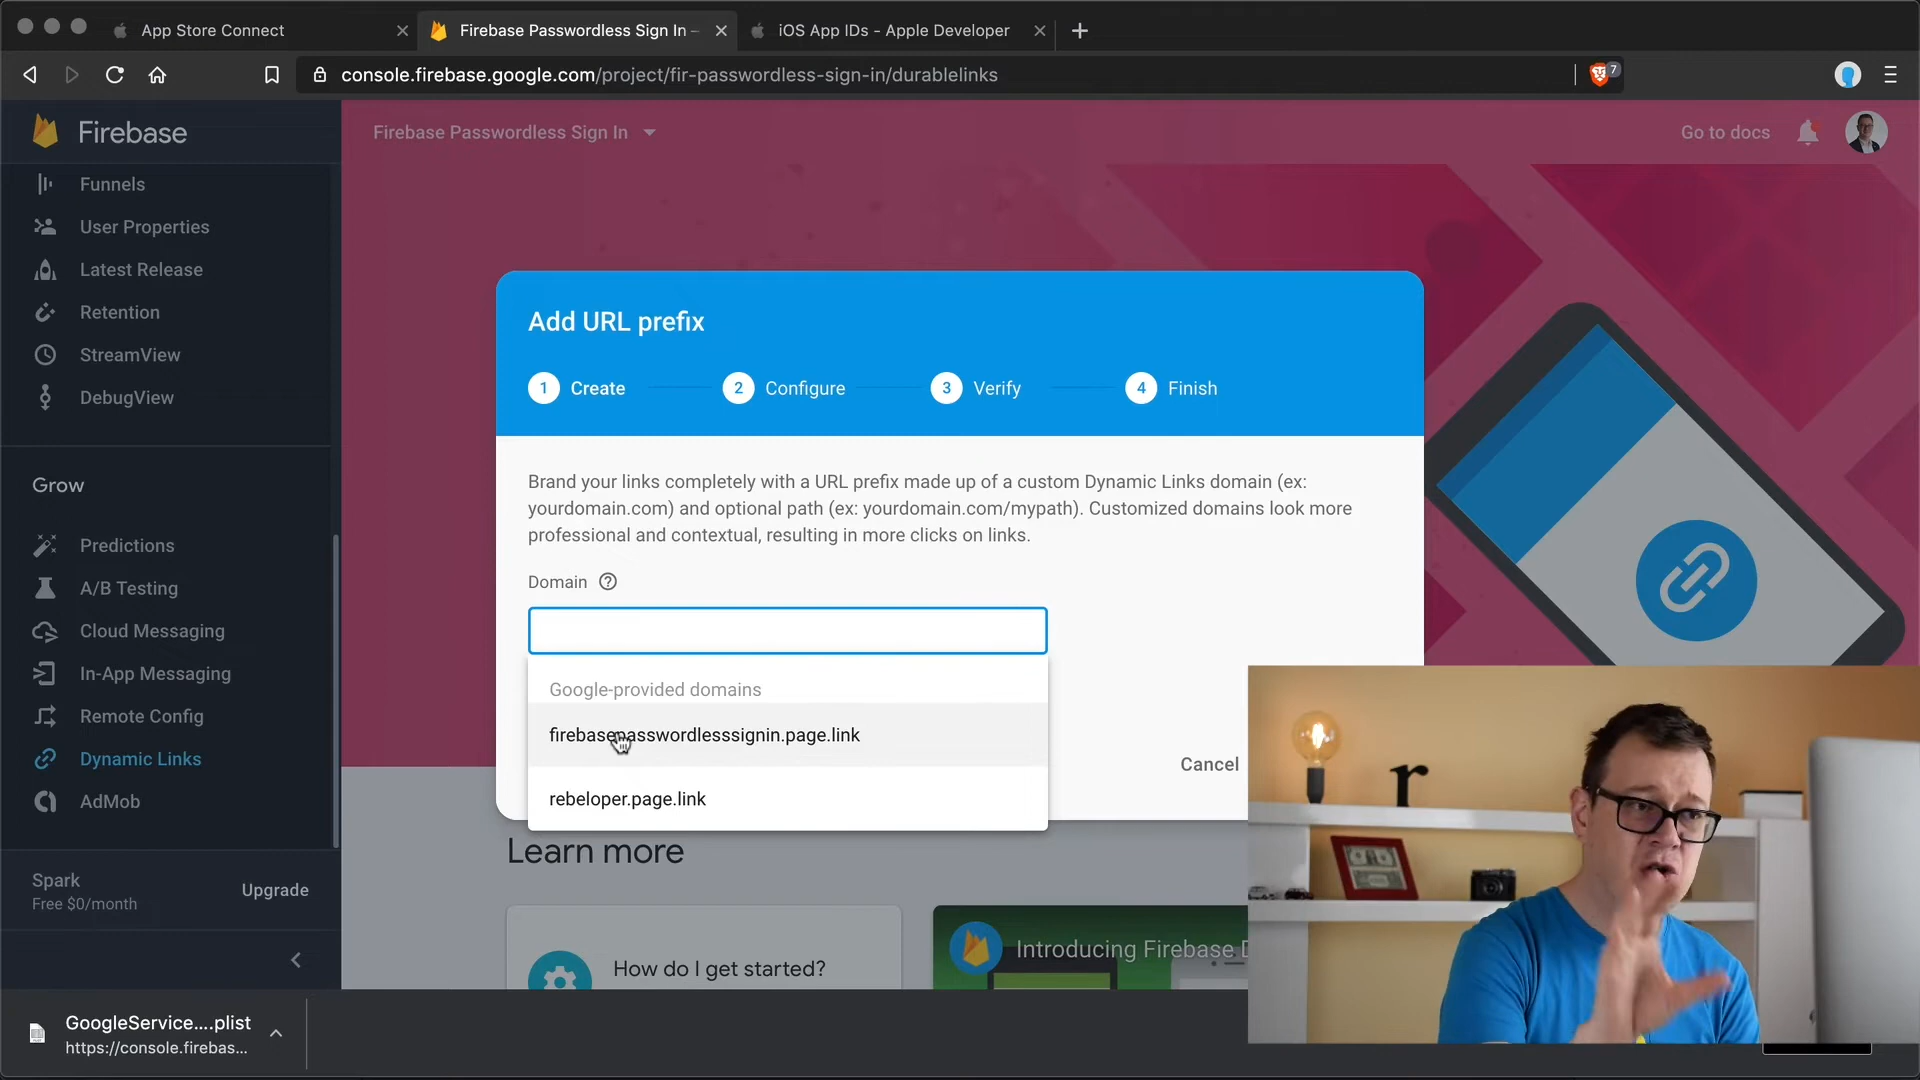 App Store Connect
Firebase Passwordless Sign In -
iOS App IDs - Apple Developer
console.firebase.google.com/project/fir-passwordless-sign-in/durablelinks
7
Firebase
Firebase Passwordless Sign In
Go to docs
Funnels
User Properties
Latest Release
Retention
StreamView
DebugView
Grow
Predictions
A/B Testing
Cloud Messaging
In-App Messaging
Remote Config
Dynamic Links
AdMob
Spark
Free $0/month
Upgrade
Add URL prefix
1 Create
2 Configure
3 Verify
4 Finish
Brand your links completely with a URL prefix made up of a custom Dynamic Links domain (ex:
yourdomain.com) and optional path (ex: yourdomain.com/mypath). Customized domains look more
professional and contextual, resulting in more clicks on links.
Domain
Google-provided domains
firebasepasswordlesssignin.page.link
rebeloper.page.link
Cancel
Learn more
How do I get started?
Introducing Firebase D
r
GoogleService....plist
https://console.firebas...